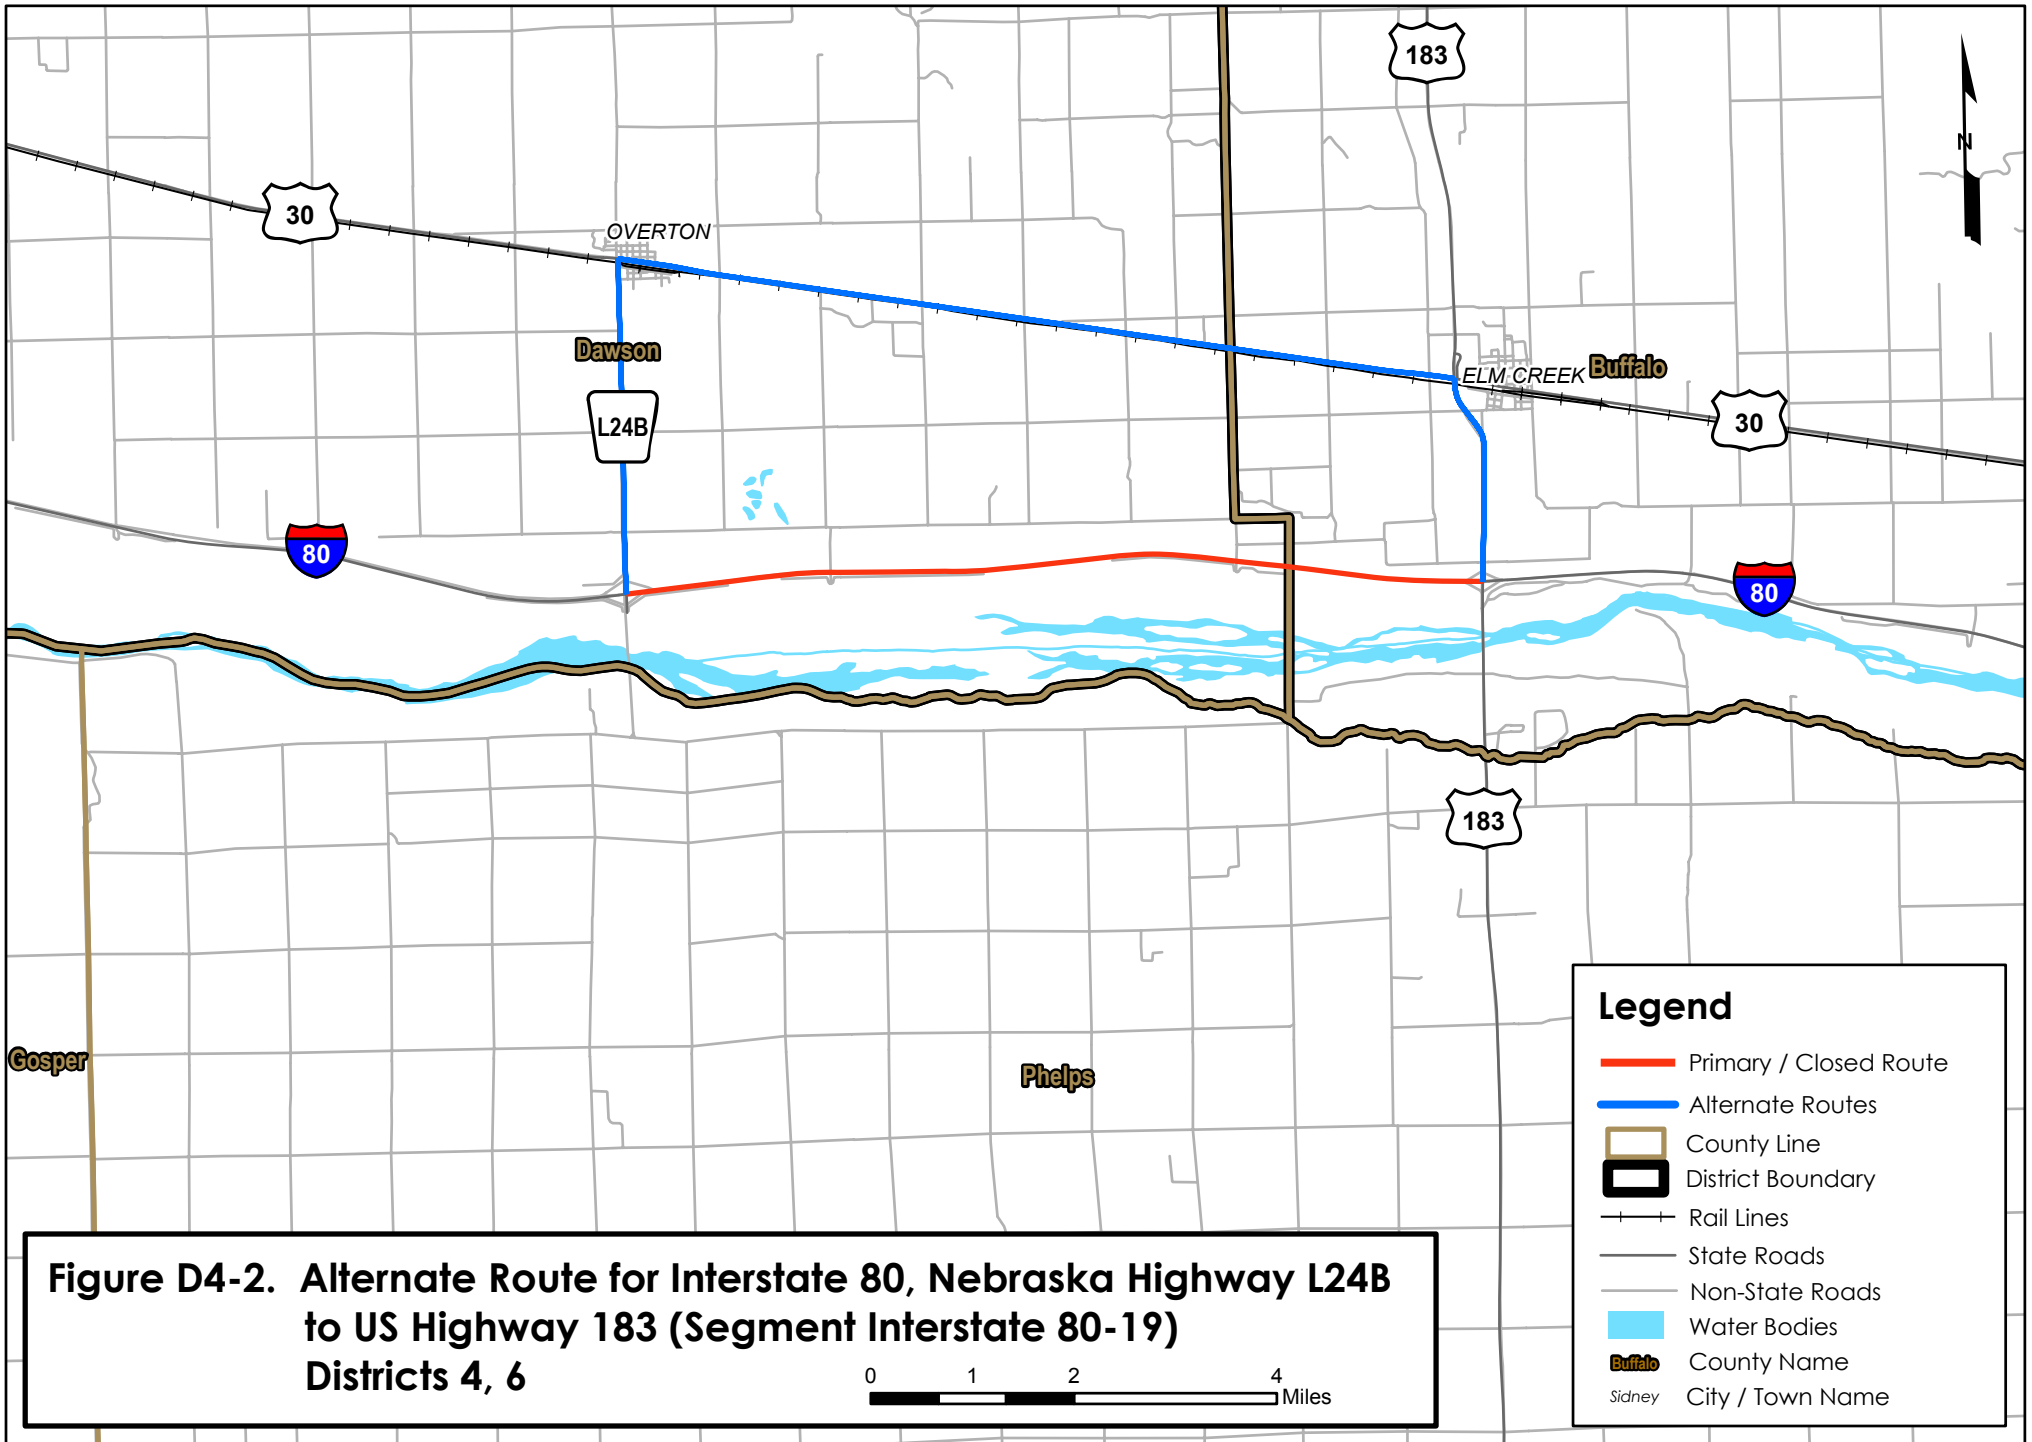 183
N
30
OVERTON
Dawson
ELM CREEK
Buffalo
L24B
30
80
80
183
Gosper
Phelps
Legend
Primary / Closed Route
Alternate Routes
County Line
District Boundary
Rail Lines
State Roads
Non-State Roads
Water Bodies
Buffalo County Name
Sidney City / Town Name
Figure D4-2. Alternate Route for Interstate 80, Nebraska Highway L24B
to US Highway 183 (Segment Interstate 80-19)
Districts 4, 6
0 1 2 4
Miles